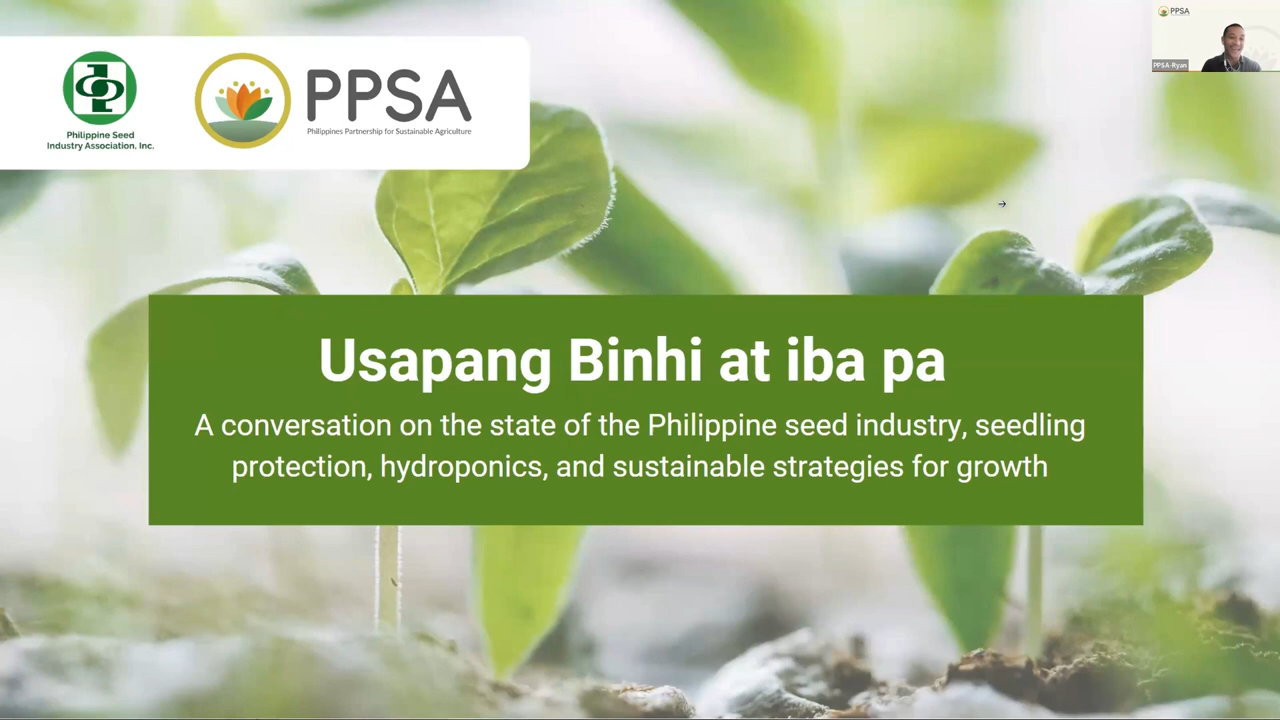 Philippine Seed
Industry Association, Inc.
PPSA
Philippines Partnership for Sustainable Agriculture
PPSA
PPSA-Ryan
Usapang Binhi at iba pa
A conversation on the state of the Philippine seed industry, seedling
protection, hydroponics, and sustainable strategies for growth